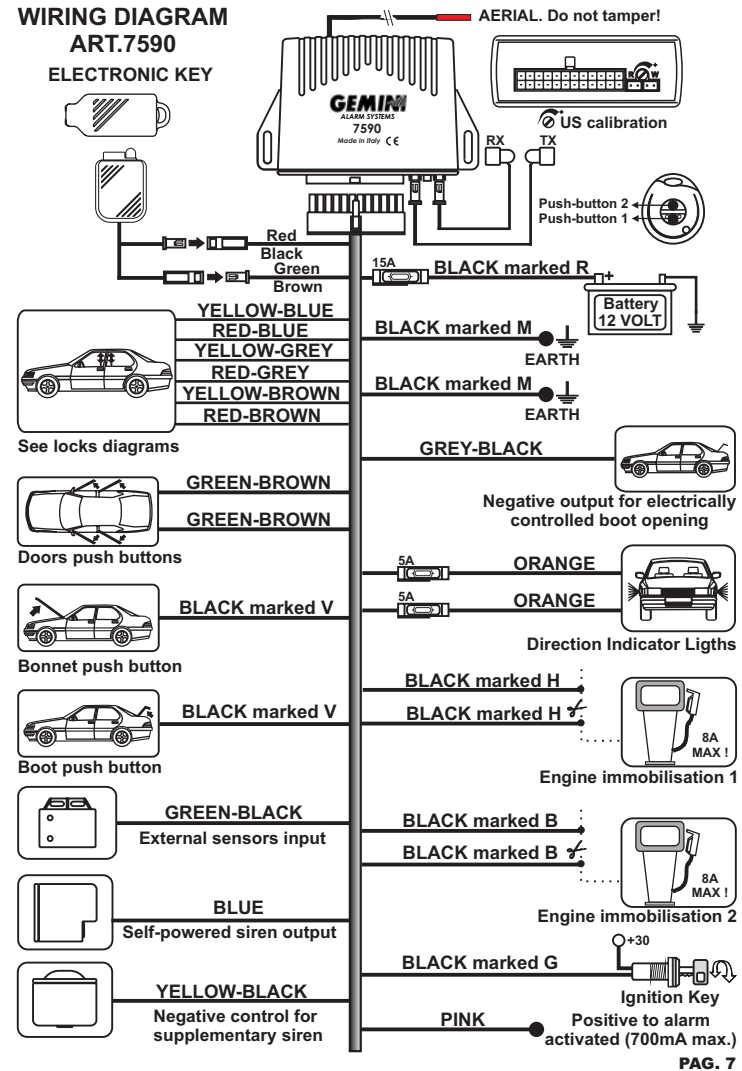 WIRING DIAGRAM
ART.7590
ELECTRONIC KEY
AERIAL. Do not tamper!
GEMINI
ALARM SYSTEMS
7590
Made in Italy CE
R W
US calibration
RX
TX
Push-button 2
Push-button 1
Red
Black
Green
Brown
15A
BLACK marked R
+
Battery
12 VOLT
YELLOW-BLUE
RED-BLUE
YELLOW-GREY
RED-GREY
YELLOW-BROWN
RED-BROWN
See locks diagrams
BLACK marked M
EARTH
BLACK marked M
EARTH
GREY-BLACK
Negative output for electrically
controlled boot opening
GREEN-BROWN
GREEN-BROWN
Doors push buttons
5A
ORANGE
5A
ORANGE
Direction Indicator Ligths
BLACK marked V
Bonnet push button
BLACK marked H
BLACK marked H
8A
MAX !
Engine immobilisation 1
BLACK marked V
Boot push button
GREEN-BLACK
External sensors input
BLACK marked B
BLACK marked B
8A
MAX !
Engine immobilisation 2
BLUE
Self-powered siren output
+30
BLACK marked G
Ignition Key
YELLOW-BLACK
Negative control for
supplementary siren
PINK
Positive to alarm
activated (700mA max.)
PAG. 7